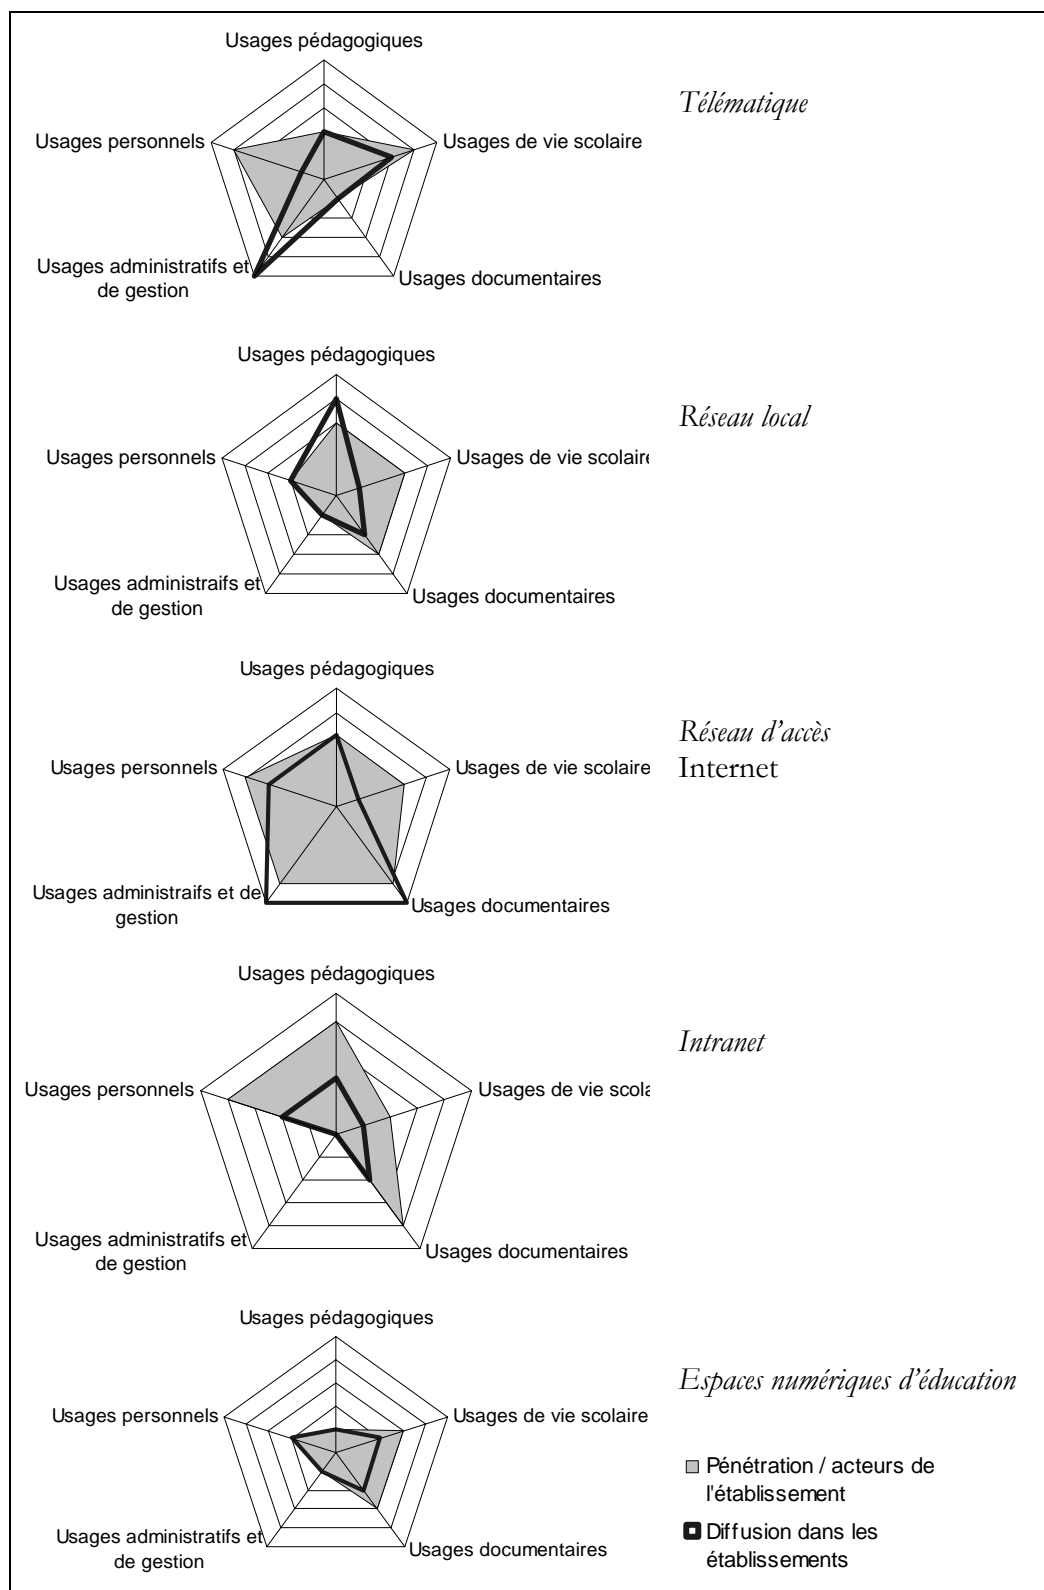 Usages pédagogiques
Télématique
Usages personnels
Usages de vie scolaire
Usages administratifs et
de gestion
Usages documentaires
Usages pédagogiques
Réseau local
Usages personnels
Usages de vie scolaire
Usages administraifs et
de gestion
Usages documentaires
Usages pédagogiques
Réseau d'accès
Internet
Usages personnels
Usages de vie scolaire
Usages administraifs et de
gestion
Usages documentaires
Usages pédagogiques
Intranet
Usages personnels
Usages de vie scola
Usages administratifs et
de gestion
Usages documentaires
Usages pédagogiques
Espaces numériques d'éducation
Usages personnels
Usages de vie scolaire
Usages administratifs et
de gestion
Usages documentaires
Pénétration / acteurs de
l'établissement
Diffusion dans les
établissements